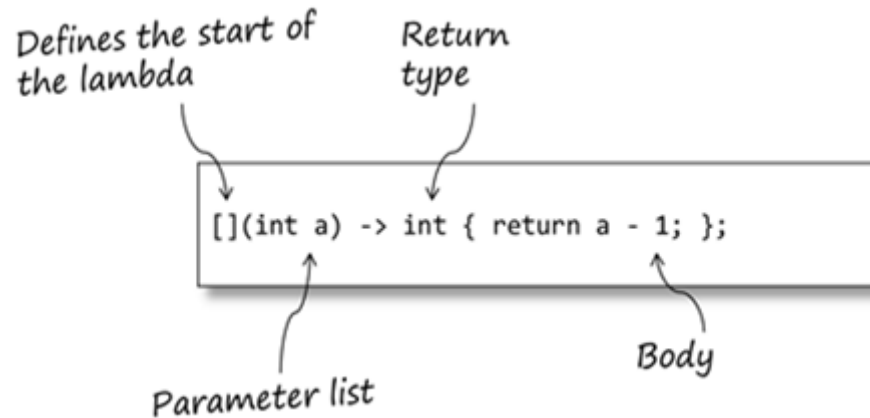 Defines the start of
the lambda
Return
type
[](int a) -> int { return a - 1; };
Parameter list
Body